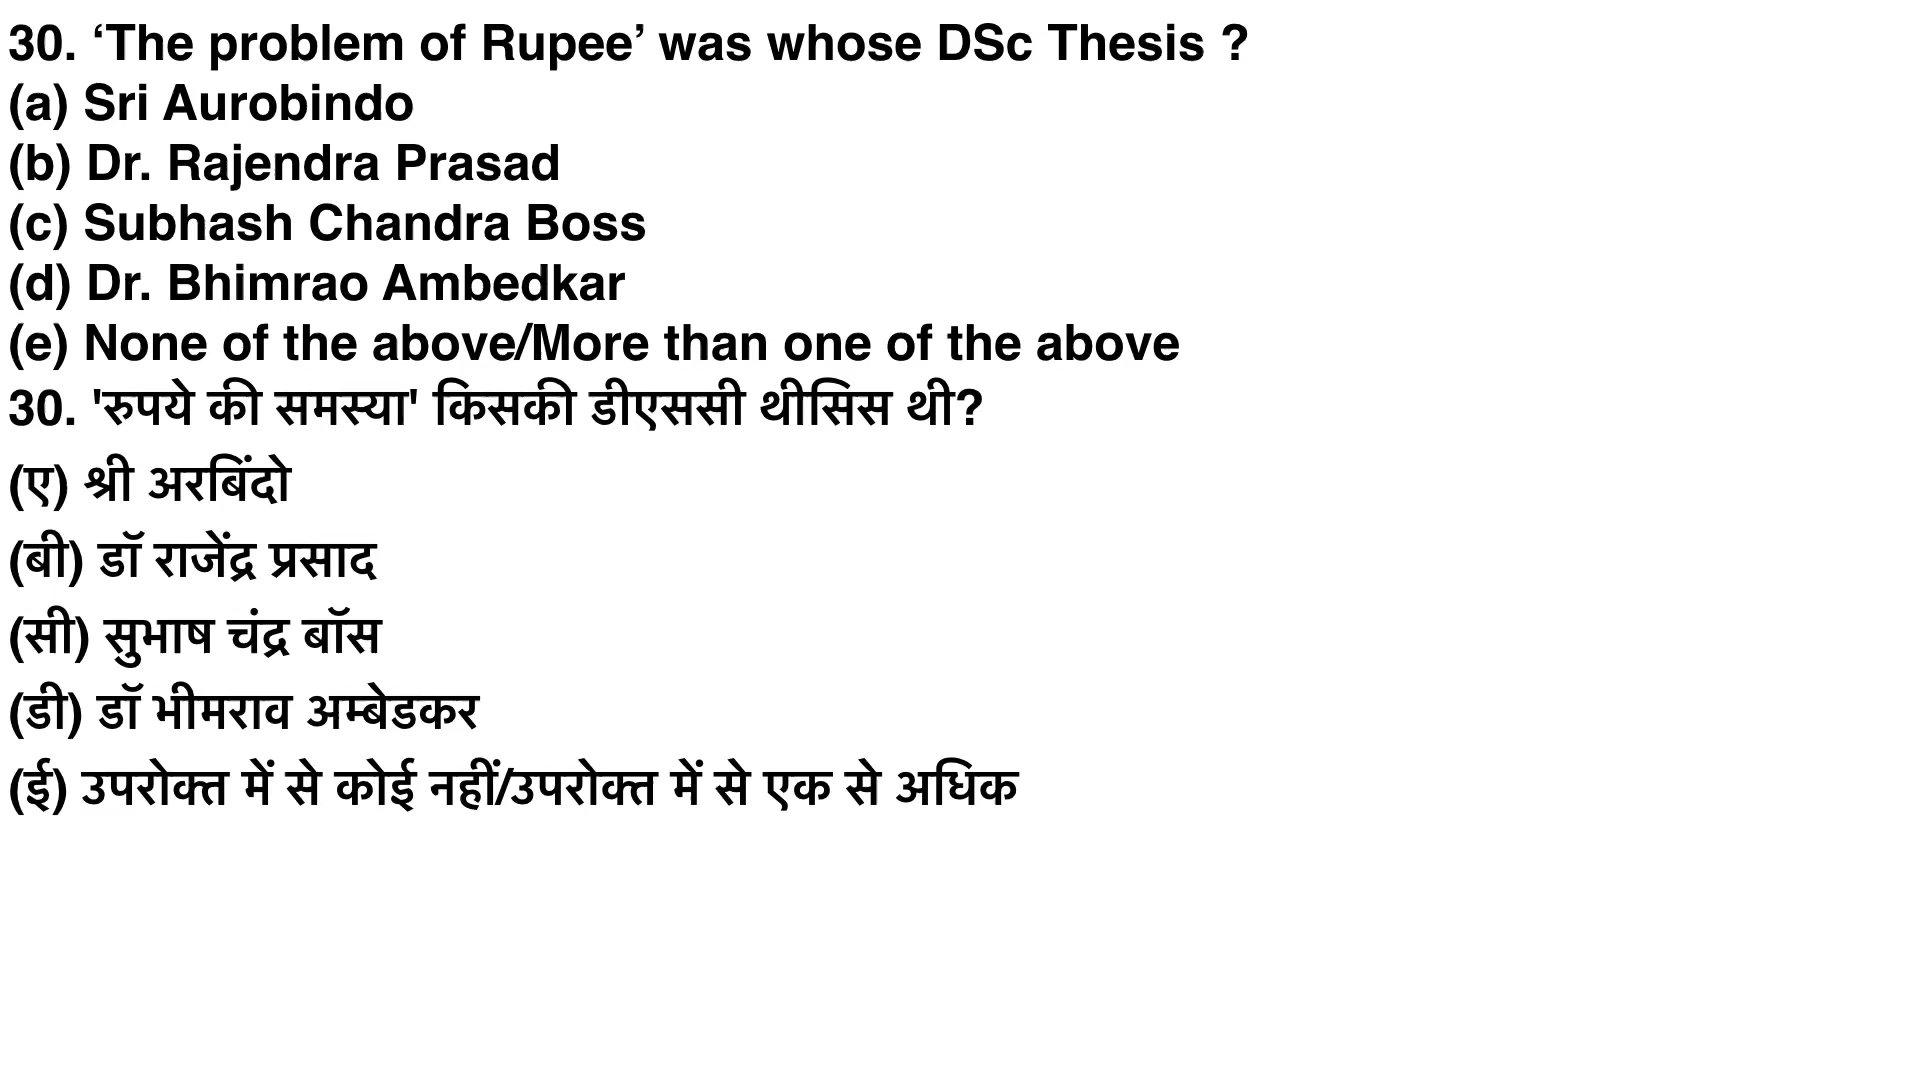 30. ‘The problem of Rupee’ was whose DSc Thesis ?
(a) Sri Aurobindo
(b) Dr. Rajendra Prasad
(c) Subhash Chandra Boss
(d) Dr. Bhimrao Ambedkar
(e) None of the above/More than one of the above
30. 'रुपये की समस्या' किसकी डीएससी थीसिस थी?
(ए) श्री अरबिंदो
(बी) डॉ राजेंद्र प्रसाद
(सी) सुभाष चंद्र बॉस
(डी) डॉ भीमराव अम्बेडकर
(ई) उपरोक्त में से कोई नहीं/उपरोक्त में से एक से अधिक